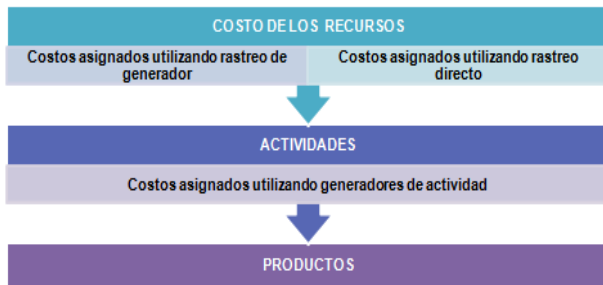 COSTO DE LOS RECURSOS
Costos asignados utilizando rastreo de
generador
Costos asignados utilizando rastreo
directo
ACTIVIDADES
Costos asignados utilizando generadores de actividad
PRODUCTOS